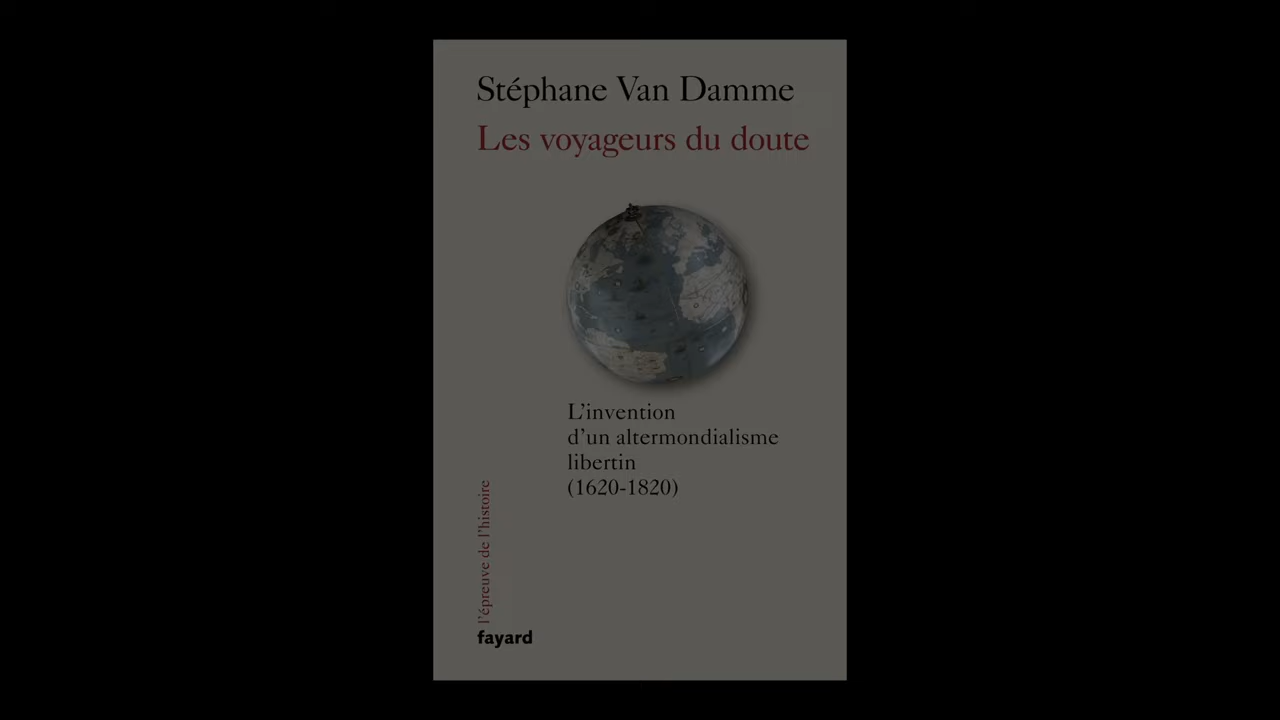 Stéphane Van Damme
Les voyageurs du doute
L'invention
d'un altermondialisme
libertin
(1620-1820)
l'épreuve de l'histoire
fayard